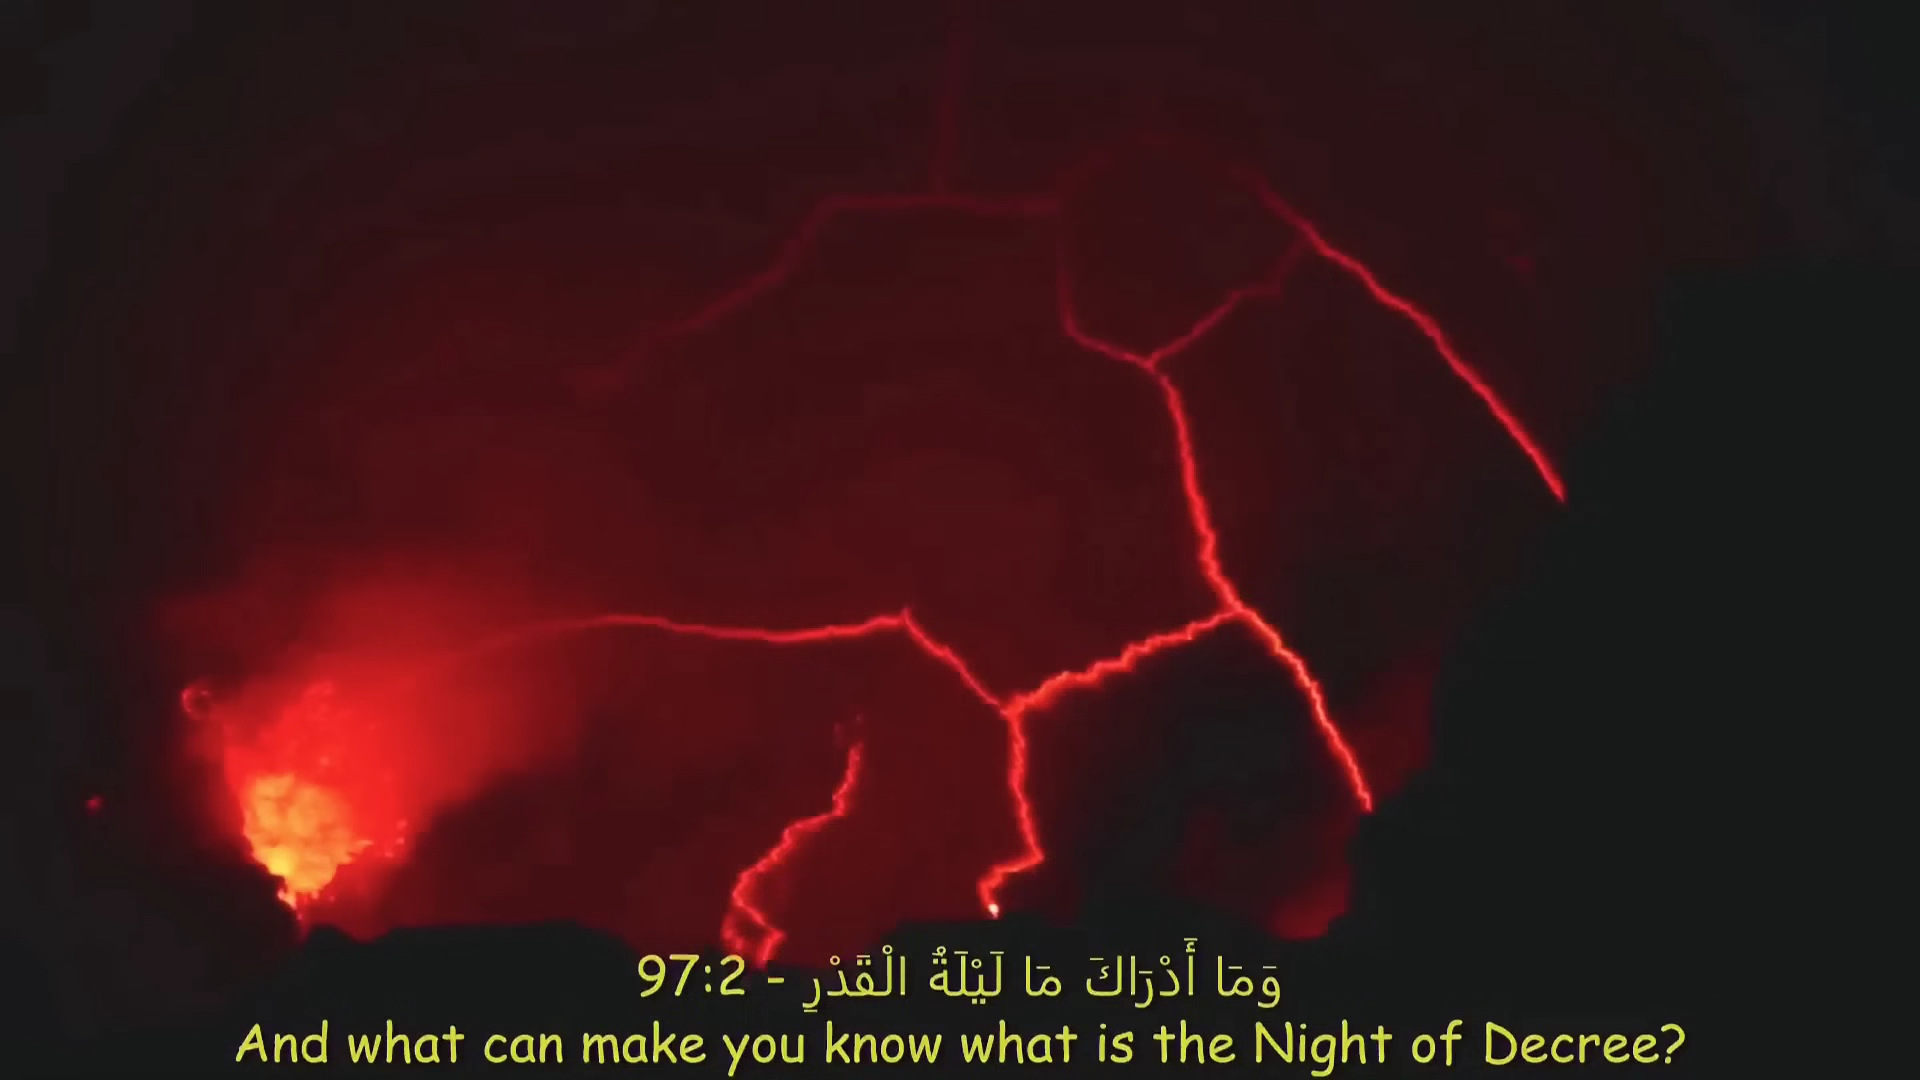 وَمَا أَدْرَاكَ مَا لَيْلَةُ الْقَدْرِ - 97:2
And what can make you know what is the Night of Decree?